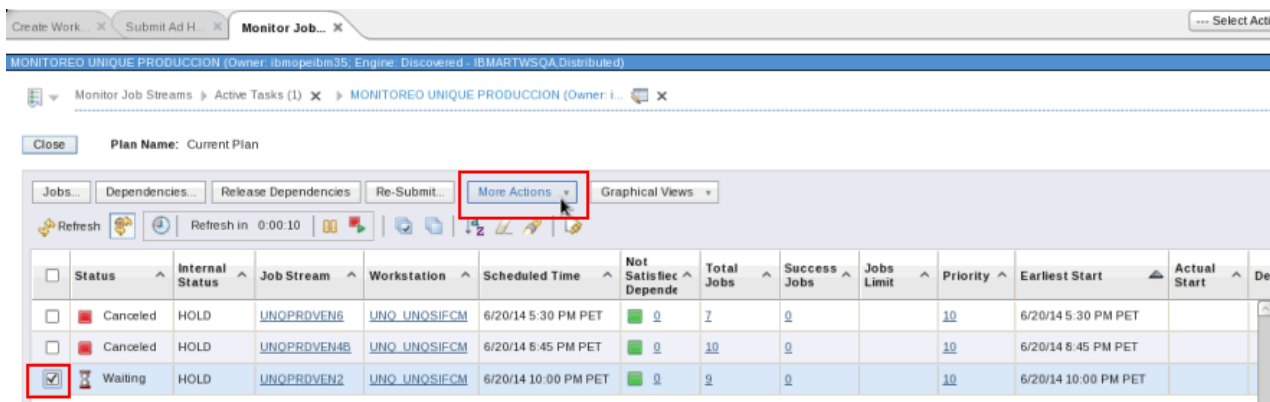 Create Work... Submit Ad H... Monitor Job... --- Select Acti
MONITOREO UNIQUE PRODUCCION (Owner: ibmopeibm35; Engine: Discovered - IBMARTWSQA,Distributed)
Monitor Job Streams Active Tasks (1) MONITOREO UNIQUE PRODUCCION (Owner: i...
Close Plan Name: Current Plan
Jobs... Dependencies... Release Dependencies Re-Submit... More Actions Graphical Views
Refresh Refresh in 0:00:10
Status Internal Status Job Stream Workstation Scheduled Time Not Satisfiec Depende Total Jobs Success Jobs Jobs Limit Priority Earliest Start Actual Start De
Canceled HOLD UNQPRDVEN6 UNQ_UNQSIFCM 6/20/14 5:30 PM PET 0 7 0 10 6/20/14 5:30 PM PET
Canceled HOLD UNQPRDVEN4B UNQ_UNQSIFCM 6/20/14 8:45 PM PET 0 10 0 10 6/20/14 8:45 PM PET
Waiting HOLD UNQPRDVEN2 UNQ_UNQSIFCM 6/20/14 10:00 PM PET 0 9 0 10 6/20/14 10:00 PM PET